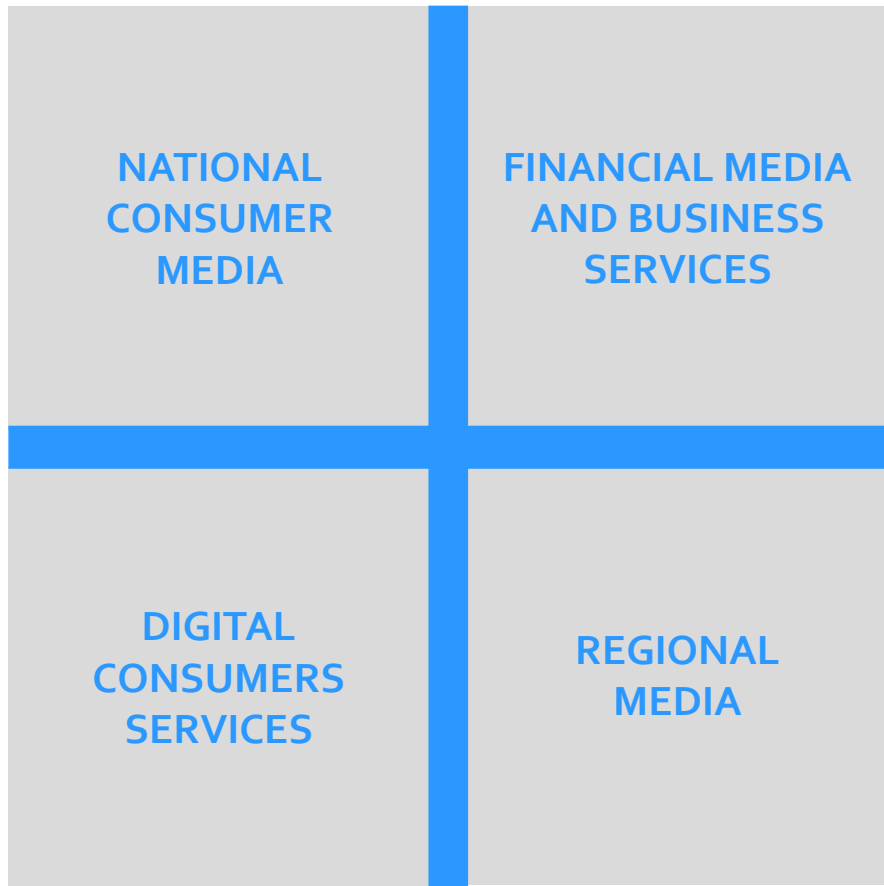 NATIONAL
CONSUMER
MEDIA
FINANCIAL MEDIA
AND BUSINESS
SERVICES
DIGITAL
CONSUMERS
SERVICES
REGIONAL
MEDIA